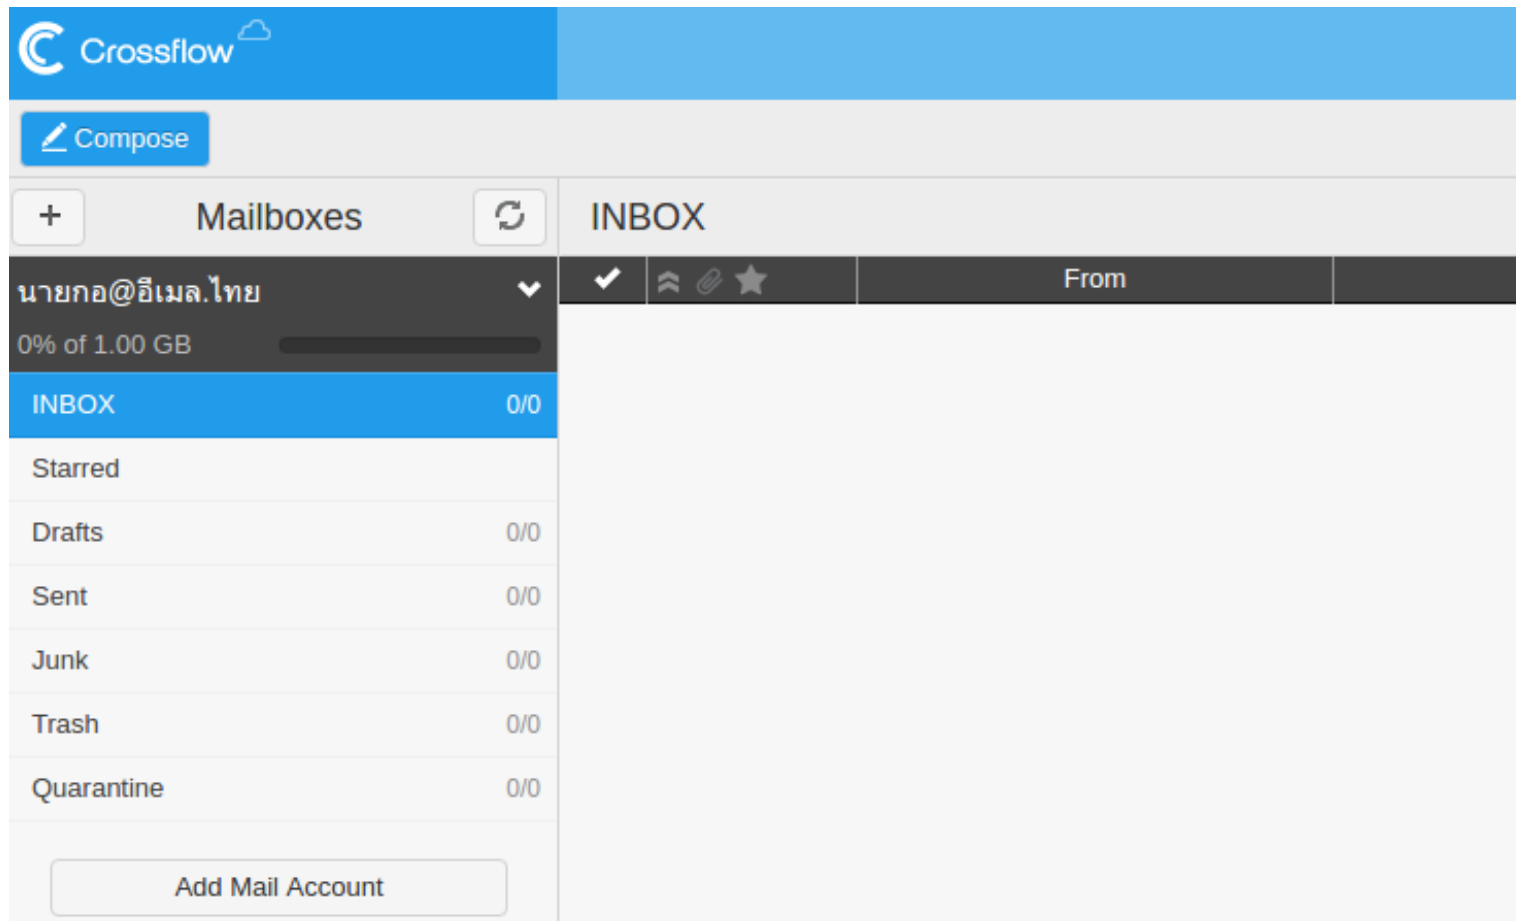 Crossflow
Compose
Mailboxes
INBOX
นายกอ@อีเมล.ไทย
From
0% of 1.00 GB
INBOX 0/0
Starred
Drafts 0/0
Sent 0/0
Junk 0/0
Trash 0/0
Quarantine 0/0
Add Mail Account